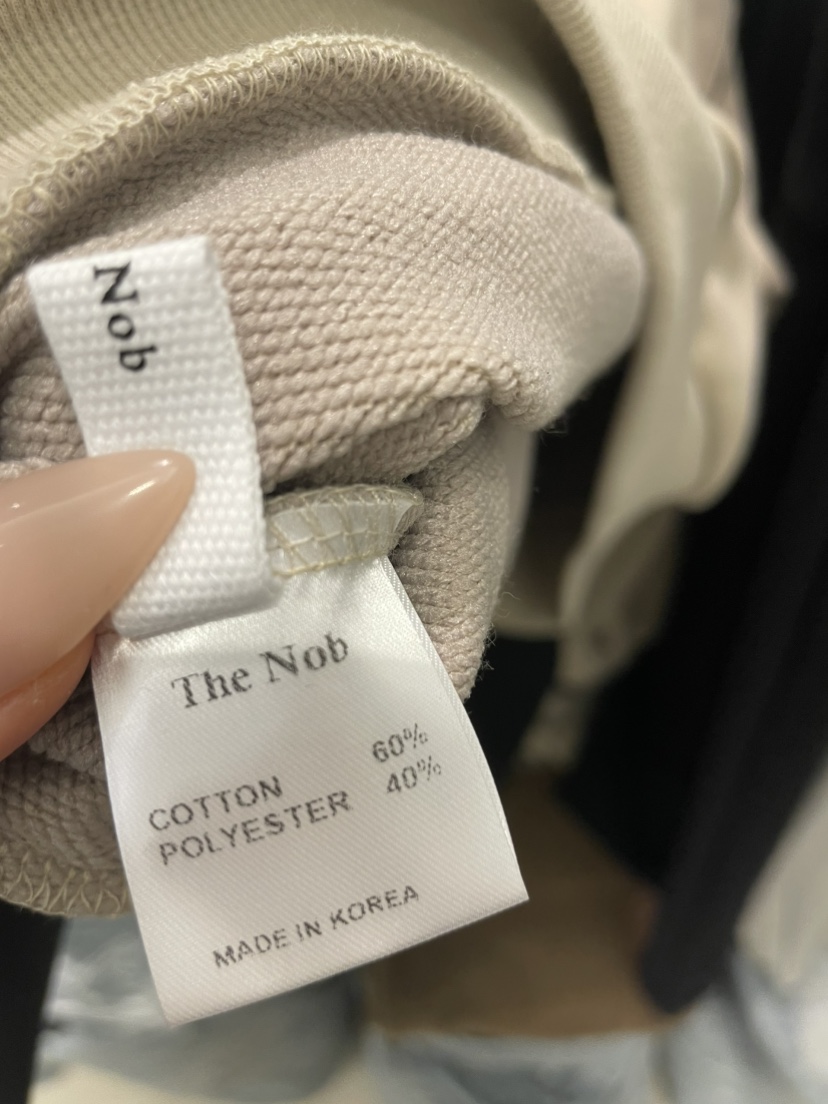 Nob
The Nob
COTTON 60%
POLYESTER 40%
MADE IN KOREA